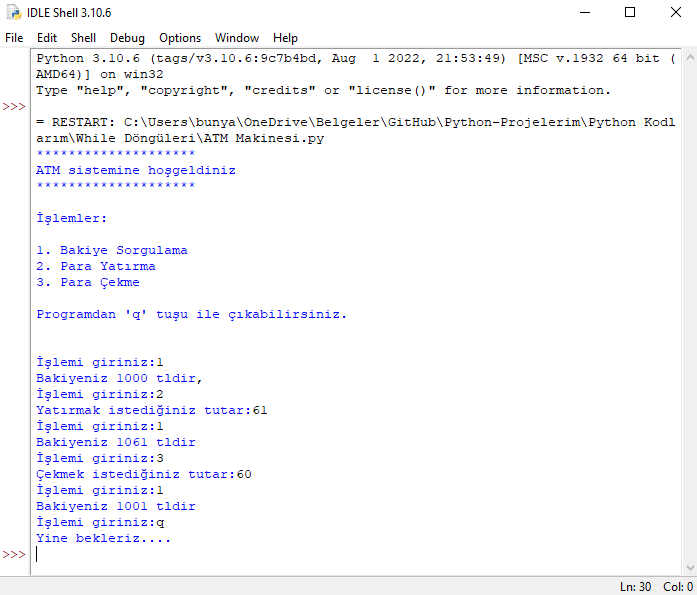 IDLE Shell 3.10.6
File Edit Shell Debug Options Window Help
Python 3.10.6 (tags/v3.10.6:9c7b4bd, Aug  1 2022, 21:53:49) [MSC v.1932 64 bit (
AMD64)] on win32
Type "help", "copyright", "credits" or "license()" for more information.
>>>
= RESTART: C:\Users\bunya\OneDrive\Belgeler\GitHub\Python-Projelerim\Python Kodl
arım\While Döngüleri\ATM Makinesi.py
********************
ATM sistemine hoşgeldiniz
********************
İşlemler:
1. Bakiye Sorgulama
2. Para Yatırma
3. Para Çekme
Programdan 'q' tuşu ile çıkabilirsiniz.
İşlemi giriniz:1
Bakiyeniz 1000 tldir,
İşlemi giriniz:2
Yatırmak istediğiniz tutar:61
İşlemi giriniz:1
Bakiyeniz 1061 tldir
İşlemi giriniz:3
Çekmek istediğiniz tutar:60
İşlemi giriniz:1
Bakiyeniz 1001 tldir
İşlemi giriniz:q
Yine bekleriz....
>>>
Ln: 30 Col: 0